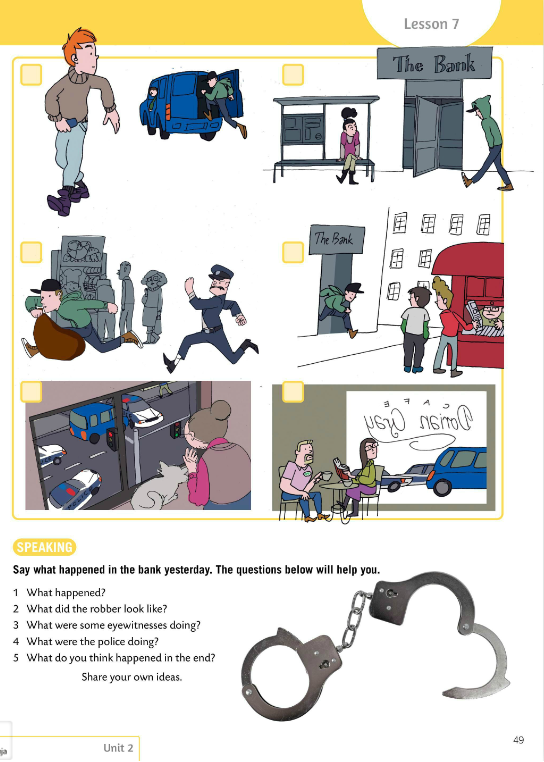 Lesson 7
The Bank
The Bank
CAFE
Dorian Gray
SPEAKING
Say what happened in the bank yesterday. The questions below will help you.
1 What happened?
2 What did the robber look like?
3 What were some eyewitnesses doing?
4 What were the police doing?
5 What do you think happened in the end?
Share your own ideas.
ja
Unit 2
49